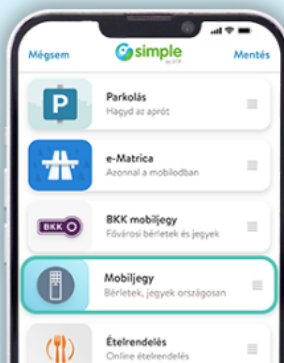 Mégsem
simple
Mentés
P
Parkolás
Hagyd az aprót
e-Matrica
Azonnal a mobilodban
BKK
BKK mobiljegy
Fővárosi bérletek és jegyek
Mobiljegy
Bérletek, jegyek országosan
Ételrendelés
Online ételrendelés